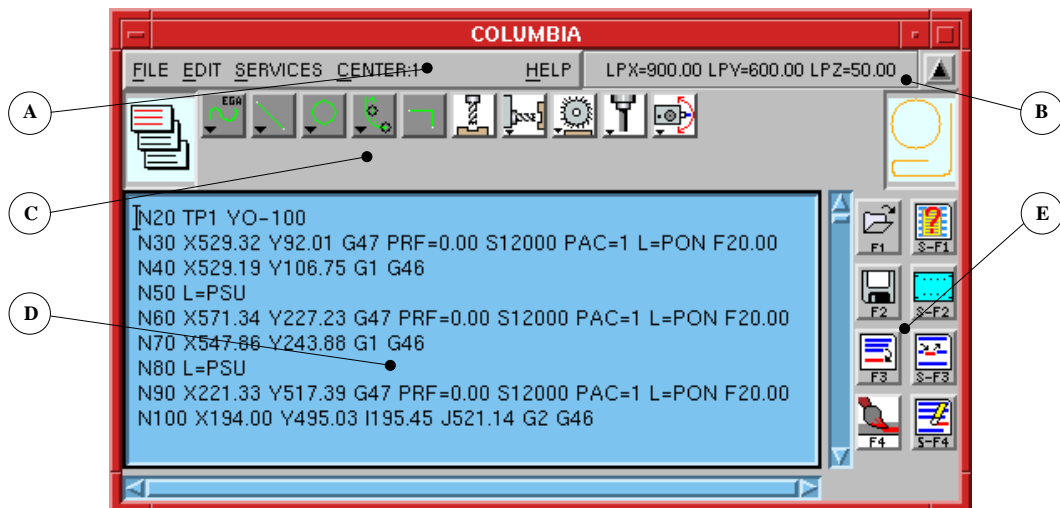 COLUMBIA
FILE EDIT SERVICES CENTER:1 HELP LPX=900.00 LPY=600.00 LPZ=50.00
A
B
EGA
C
E
N20 TP1 YO-100
N30 X529.32 Y92.01 G47 PRF=0.00 S12000 PAC=1 L=PON F20.00
N40 X529.19 Y106.75 G1 G46
N50 L=PSU
N60 X571.34 Y227.23 G47 PRF=0.00 S12000 PAC=1 L=PON F20.00
N70 X547.86 Y243.88 G1 G46
N80 L=PSU
N90 X221.33 Y517.39 G47 PRF=0.00 S12000 PAC=1 L=PON F20.00
N100 X194.00 Y495.03 I195.45 J521.14 G2 G46
D
F1 S-F1
F2 S-F2
F3 S-F3
F4 S-F4